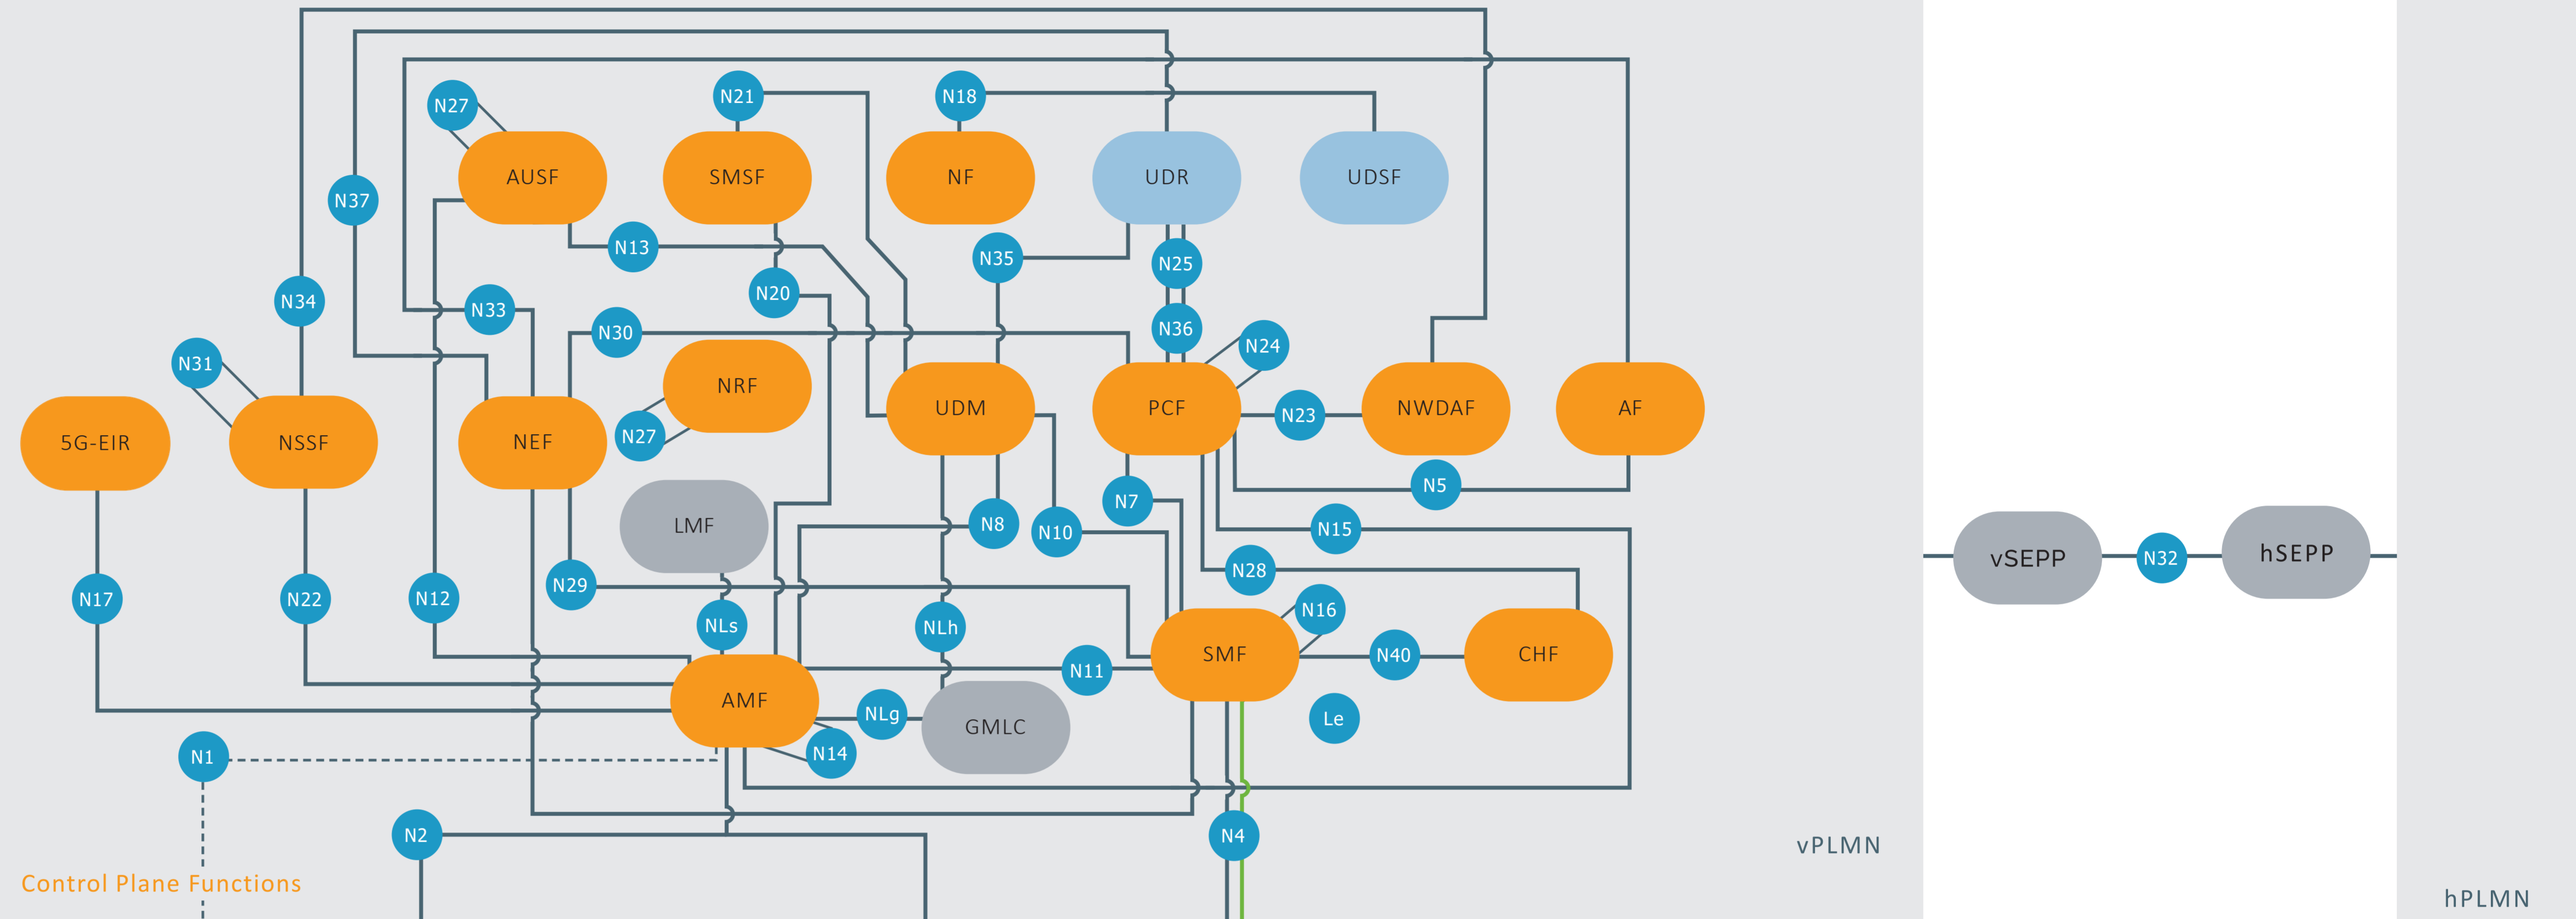 N27
N21
N18
AUSF
SMSF
NF
UDR
UDSF
N37
N13
N35
N25
N34
N33
N20
N30
N36
N24
N31
NRF
N27
UDM
PCF
N23
NWDAF
AF
5G-EIR
NSSF
NEF
N5
LMF
N8
N7
N10
N15
vSEPP
N32
hSEPP
N17
N22
N12
N29
NLs
NLh
N28
N16
N11
SMF
N40
CHF
AMF
NLg
GMLC
Le
N1
N14
N2
N4
vPLMN
Control Plane Functions
hPLMN